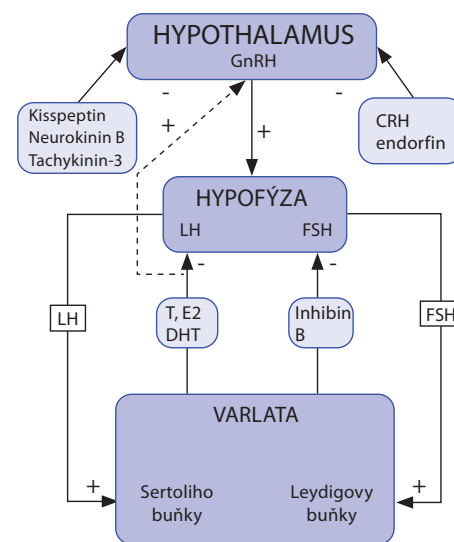 HYPOTHALAMUS
GnRH
-
-
+
+
Kisspeptin
Neurokinin B
Tachykinin-3
CRH
endorfin
HYPOFÝZA
LH
FSH
-
-
LH
T, E2
DHT
Inhibin
B
FSH
VARLATA
+
+
Sertoliho
buňky
Leydigovy
buňky